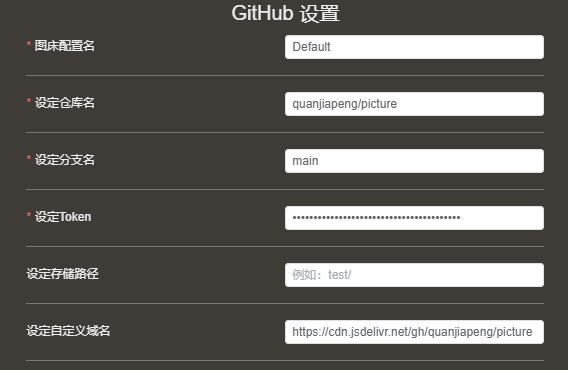 GitHub 设置
* 图床配置名 Default
* 设定仓库名 quanjiapeng/picture
* 设定分支名 main
* 设定Token ••••••••••••••••••••••••••••••••••••••••
设定存储路径 例如：test/
设定自定义域名 https://cdn.jsdelivr.net/gh/quanjiapeng/picture